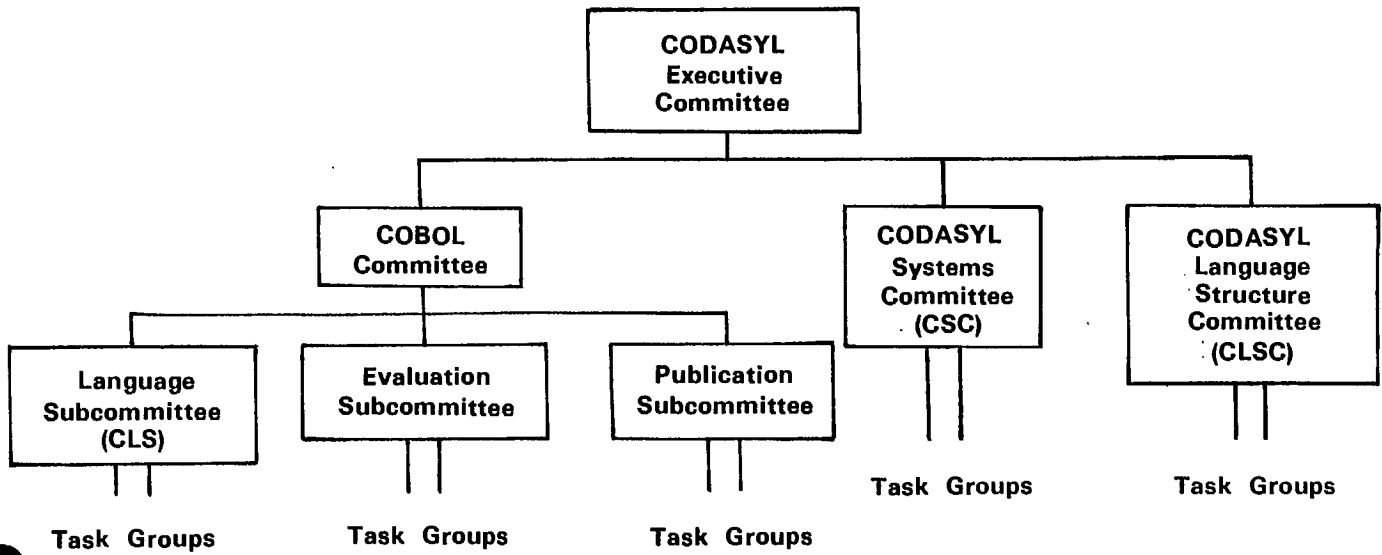 CODASYL
Executive
Committee
COBOL
Committee
CODASYL
Systems
Committee
(CSC)
CODASYL
Language
Structure
Committee
(CLSC)
Language
Subcommittee
(CLS)
Evaluation
Subcommittee
Publication
Subcommittee
Task Groups
Task Groups
Task Groups
Task Groups
Task Groups